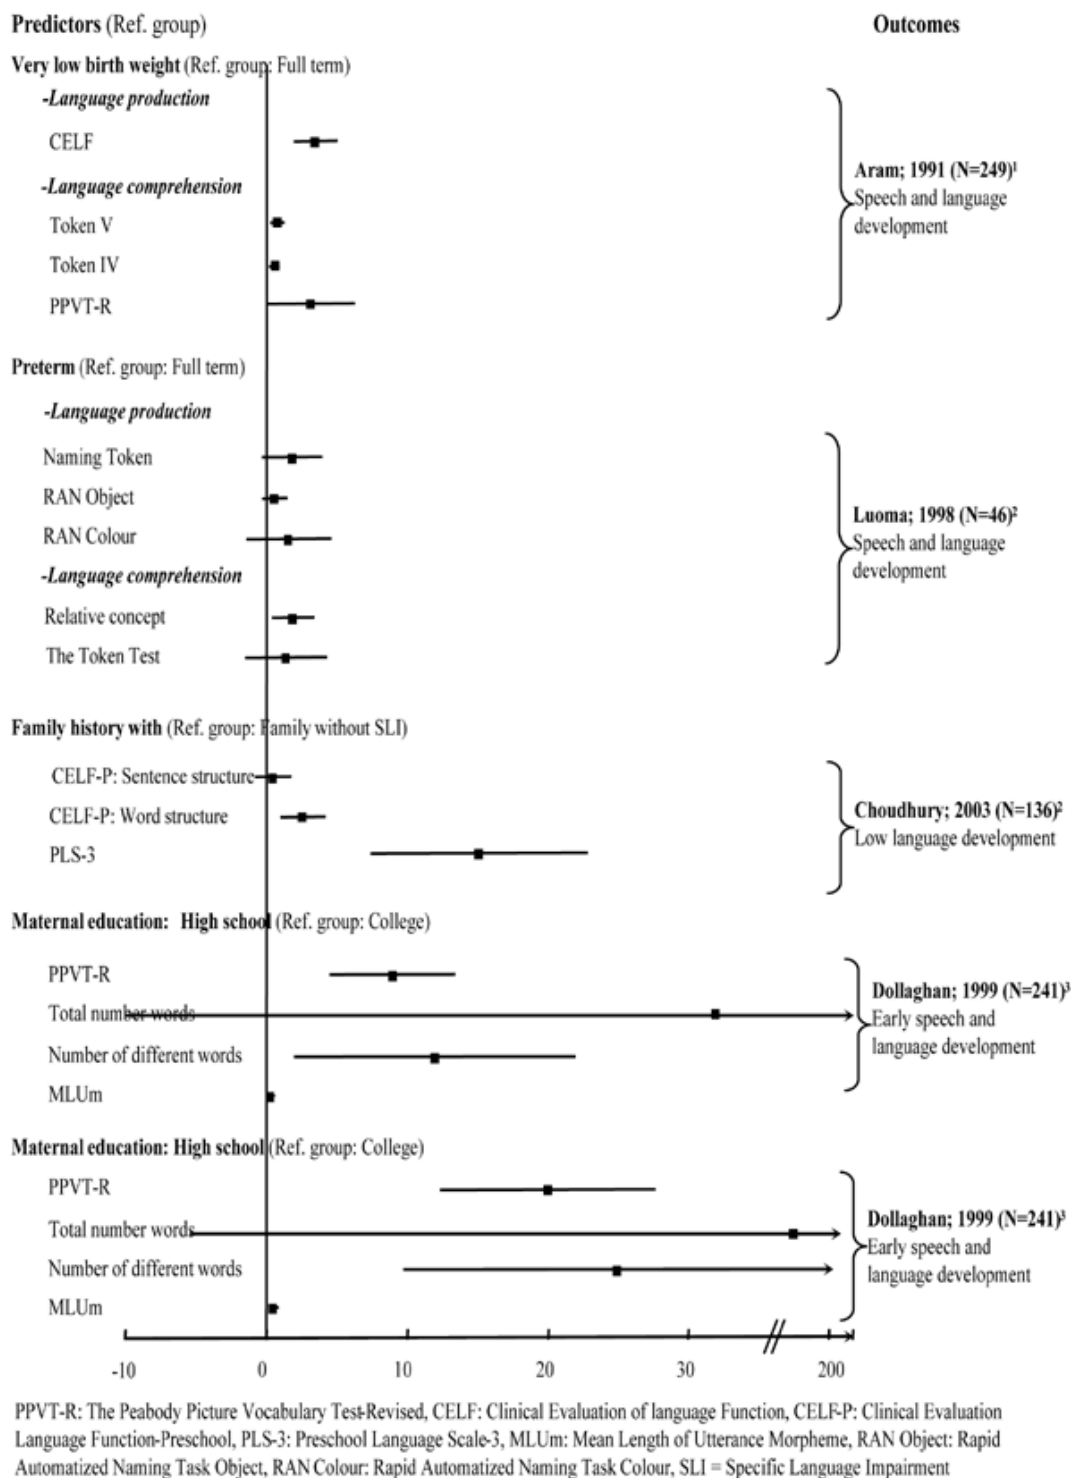 Predictors (Ref. group)
Outcomes
Very low birth weight (Ref. group: Full term)
-Language production
CELF
-Language comprehension
Token V
Token IV
PPVT-R
Aram; 1991 (N=249)¹
Speech and language
development
Preterm (Ref. group: Full term)
-Language production
Naming Token
RAN Object
RAN Colour
-Language comprehension
Relative concept
The Token Test
Luoma; 1998 (N=46)²
Speech and language
development
Family history with (Ref. group: Family without SLI)
CELF-P: Sentence structure
CELF-P: Word structure
PLS-3
Choudhury; 2003 (N=136)²
Low language development
Maternal education: High school (Ref. group: College)
PPVT-R
Total number words
Number of different words
MLUm
Dollaghan; 1999 (N=241)³
Early speech and
language development
Maternal education: High school (Ref. group: College)
PPVT-R
Total number words
Number of different words
MLUm
Dollaghan; 1999 (N=241)³
Early speech and
language development
-10 0 10 20 30 200
PPVT-R: The Peabody Picture Vocabulary Test-Revised, CELF: Clinical Evaluation of language Function, CELF-P: Clinical Evaluation
Language Function-Preschool, PLS-3: Preschool Language Scale-3, MLUm: Mean Length of Utterance Morpheme, RAN Object: Rapid
Automatized Naming Task Object, RAN Colour: Rapid Automatized Naming Task Colour, SLI = Specific Language Impairment